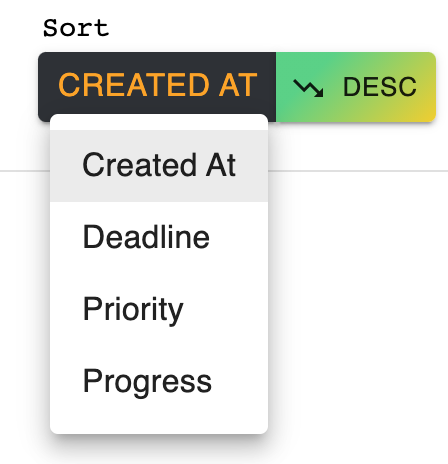 Sort
CREATED AT DESC
Created At
Deadline
Priority
Progress